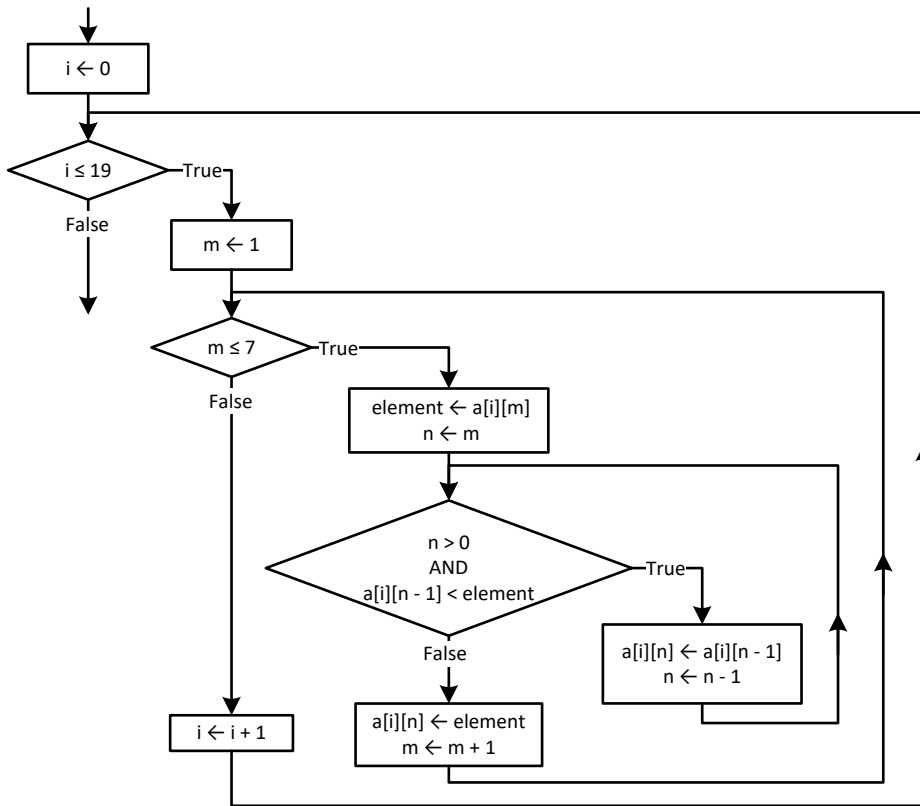 i ← 0
i ≤ 19
True
False
m ← 1
m ≤ 7
True
False
element ← a[i][m]
n ← m
n > 0
AND
a[i][n - 1] < element
True
False
a[i][n] ← a[i][n - 1]
n ← n - 1
a[i][n] ← element
m ← m + 1
i ← i + 1